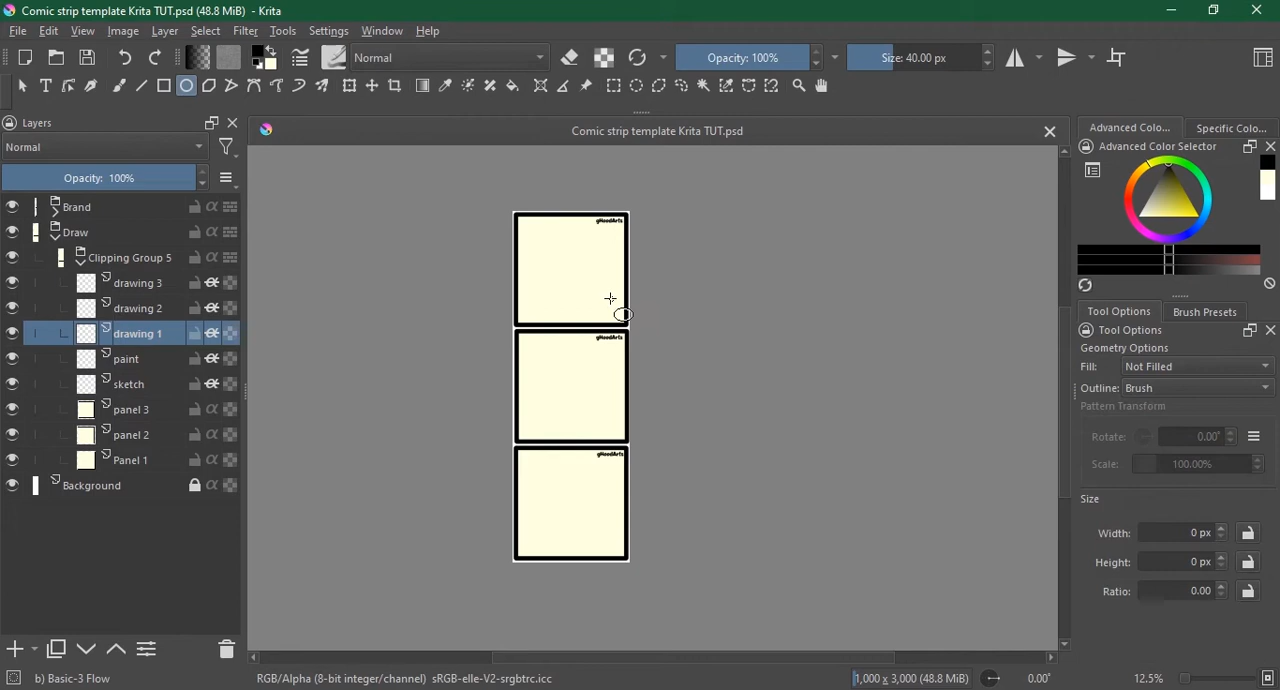 Comic strip template Krita TUT.psd (48.8 MiB) - Krita
File Edit View Image Layer Select Filter Tools Settings Window Help
Normal Opacity: 100% Size: 40.00 px
Layers
Normal
Opacity: 100%
Brand
Draw
Clipping Group 5
drawing 3
drawing 2
drawing 1
paint
sketch
panel 3
panel 2
Panel 1
Background
Comic strip template Krita TUT.psd
gHoodArts
gHoodArts
gHoodArts
Advanced Colo... Specific Colo...
Advanced Color Selector
Tool Options Brush Presets
Tool Options
Geometry Options
Fill: Not Filled
Outline: Brush
Pattern Transform
Rotate: 0.00°
Scale: 100.00%
Size
Width: 0 px
Height: 0 px
Ratio: 0.00
b) Basic-3 Flow RGB/Alpha (8-bit integer/channel) sRGB-elle-V2-srgbtrc.icc 1,000 x 3,000 (48.8 MiB) 0.00° 12.5%